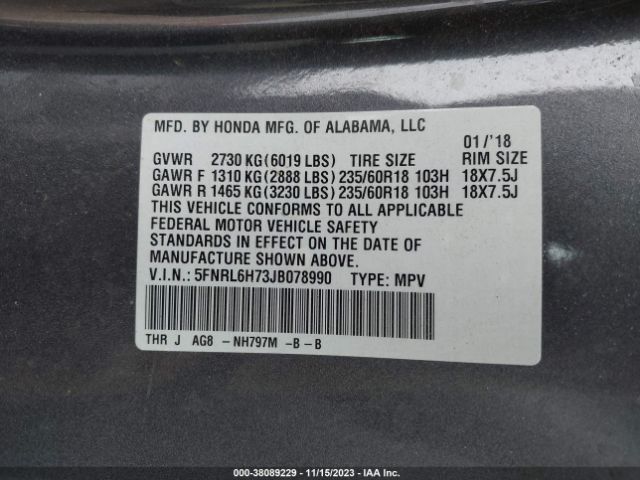 MFD. BY HONDA MFG. OF ALABAMA, LLC
01/'18
GVWR 2730 KG(6019 LBS) TIRE SIZE RIM SIZE
GAWR F 1310 KG(2888 LBS) 235/60R18 103H 18X7.5J
GAWR R 1465 KG(3230 LBS) 235/60R18 103H 18X7.5J
THIS VEHICLE CONFORMS TO ALL APPLICABLE
FEDERAL MOTOR VEHICLE SAFETY
STANDARDS IN EFFECT ON THE DATE OF
MANUFACTURE SHOWN ABOVE.
V.I.N.: 5FNRL6H73JB078990 TYPE: MPV
THR J AG8 - NH797M - B - B
000-38089229 - 11/15/2023 - IAAI.COM